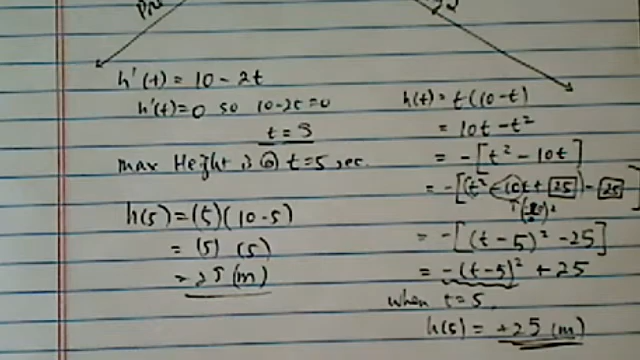 h'(t) = 10 - 2t
h'(t) = 0 so 10 - 2t = 0
t = 5
max Height is @ t = 5 sec.
h(5) = (5)(10-5)
= (5) (5)
= 25 (m)
h(t) = t(10-t)
= 10t - t²
= -[t² - 10t]
= -[(t² - 10t + 25) - 25]
= -[(t-5)² - 25]
= -(t-5)² + 25
when t = 5,
h(5) = +25 (m)